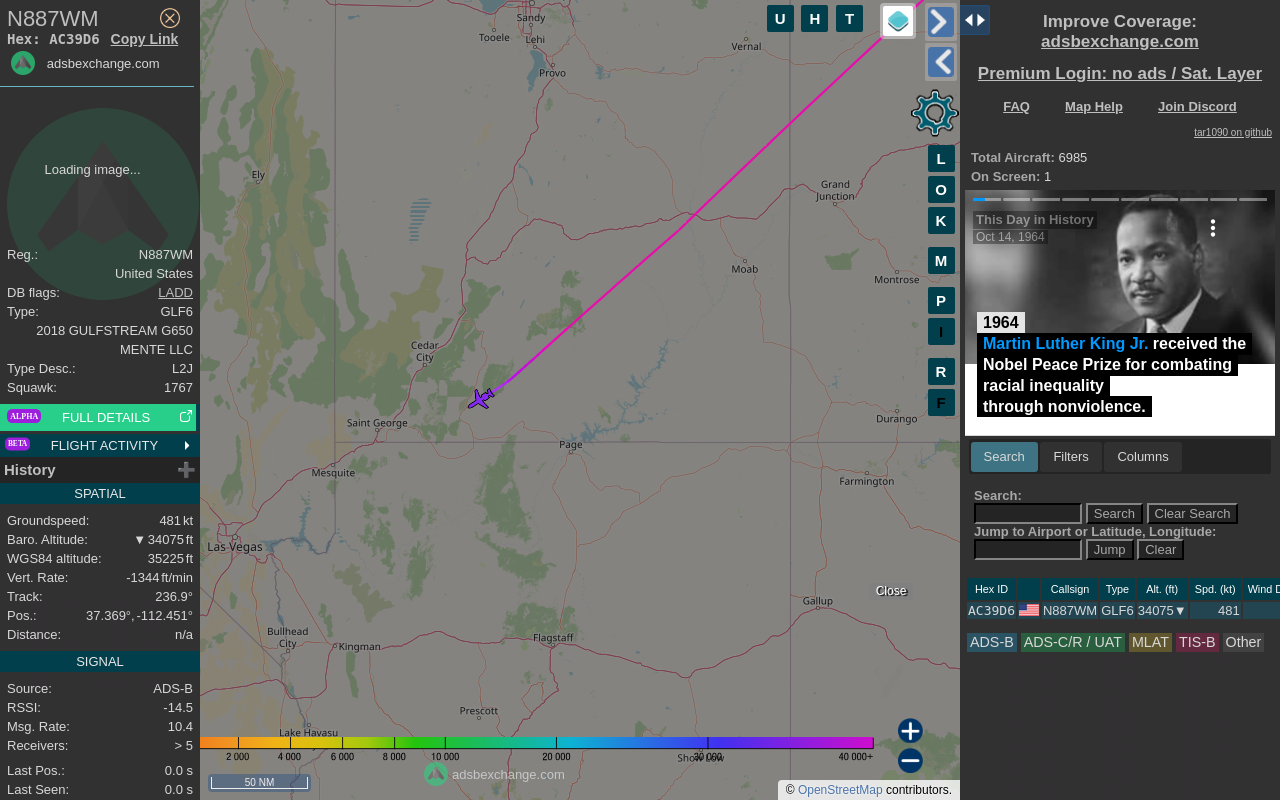 N887WM
Hex: AC39D6 Copy Link
adsbexchange.com
Loading image...
Reg.: N887WM
United States
DB flags: LADD
Type: GLF6
2018 GULFSTREAM G650
MENTE LLC
Type Desc.: L2J
Squawk: 1767
ALPHA FULL DETAILS
BETA FLIGHT ACTIVITY
History
SPATIAL
Groundspeed: 481 kt
Baro. Altitude: ▼ 34075 ft
WGS84 altitude: 35225 ft
Vert. Rate: -1344 ft/min
Track: 236.9°
Pos.: 37.369°, -112.451°
Distance: n/a
SIGNAL
Source: ADS-B
RSSI: -14.5
Msg. Rate: 10.4
Receivers: > 5
Last Pos.: 0.0 s
Last Seen: 0.0 s
Sandy
Tooele
Lehi
Provo
Vernal
Ely
Grand
Junction
Moab
Montrose
Cedar
City
Saint George
Page
Durango
Mesquite
Farmington
Las Vegas
Gallup
Bullhead
City
Kingman
Flagstaff
Prescott
Lake Havasu
Show Low
U H T
L
O
K
M
P
I
R
F
Close
2 000 4 000 6 000 8 000 10 000 20 000 30 000 40 000+
50 NM
adsbexchange.com
© OpenStreetMap contributors.
Improve Coverage:
adsbexchange.com
Premium Login: no ads / Sat. Layer
FAQ Map Help Join Discord
tar1090 on github
Total Aircraft: 6985
On Screen: 1
This Day in History
Oct 14, 1964
1964
Martin Luther King Jr. received the
Nobel Peace Prize for combating
racial inequality
through nonviolence.
Search Filters Columns
Search:
Search Clear Search
Jump to Airport or Latitude, Longitude:
Jump Clear
Hex ID Callsign Type Alt. (ft) Spd. (kt) Wind D
AC39D6 N887WM GLF6 34075▼ 481
ADS-B ADS-C/R / UAT MLAT TIS-B Other